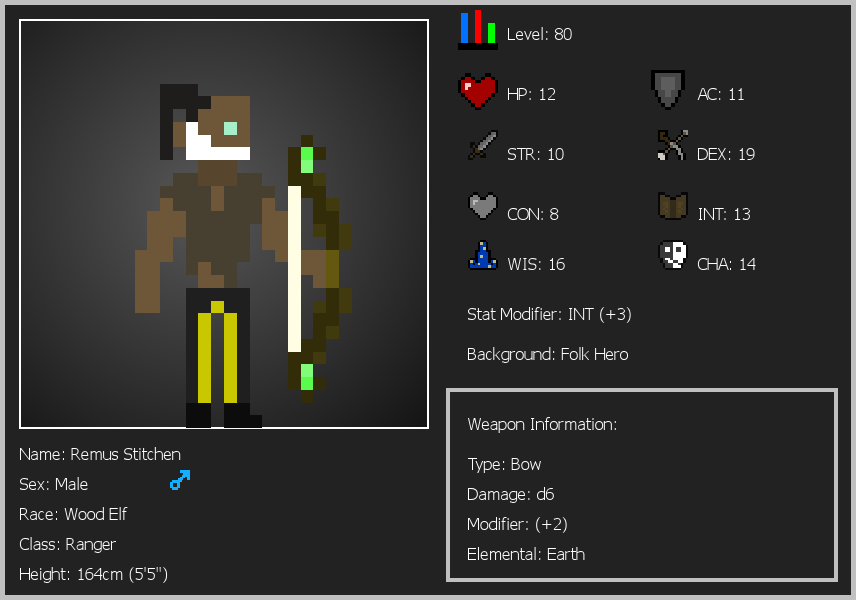 Level: 80
HP: 12
AC: 11
STR: 10
DEX: 19
CON: 8
INT: 13
WIS: 16
CHA: 14
Stat Modifier: INT (+3)
Background: Folk Hero
Weapon Information:
Type: Bow
Damage: d6
Modifier: (+2)
Elemental: Earth
Name: Remus Stitchen
Sex: Male
Race: Wood Elf
Class: Ranger
Height: 164cm (5'5")